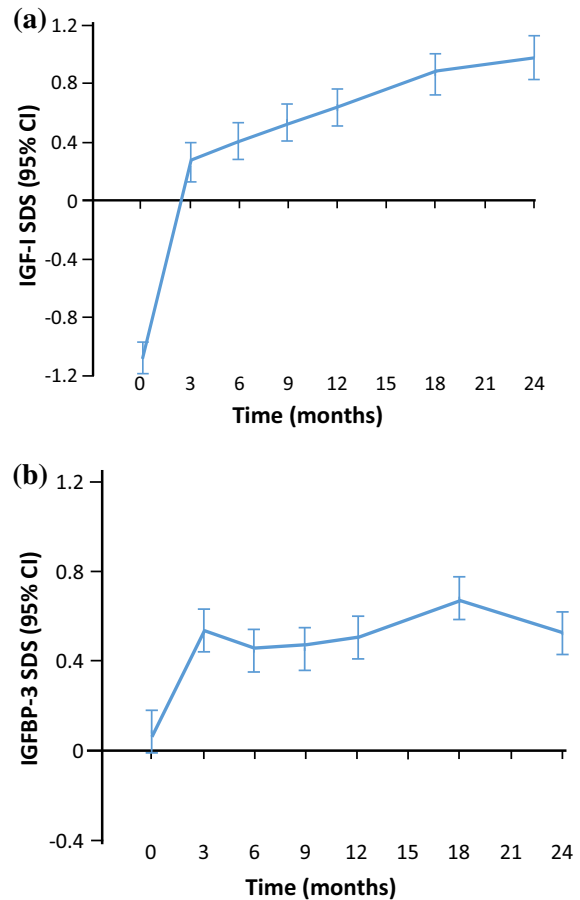 (a)
IGF-I SDS (95% CI)
1.2
0.8
0.4
0
-0.4
-0.8
-1.2
0 3 6 9 12 18 21 24
Time (months)
(b)
IGFBP-3 SDS (95% CI)
1.2
0.8
0.4
0
-0.4
0 3 6 9 12 15 18 21 24
Time (months)